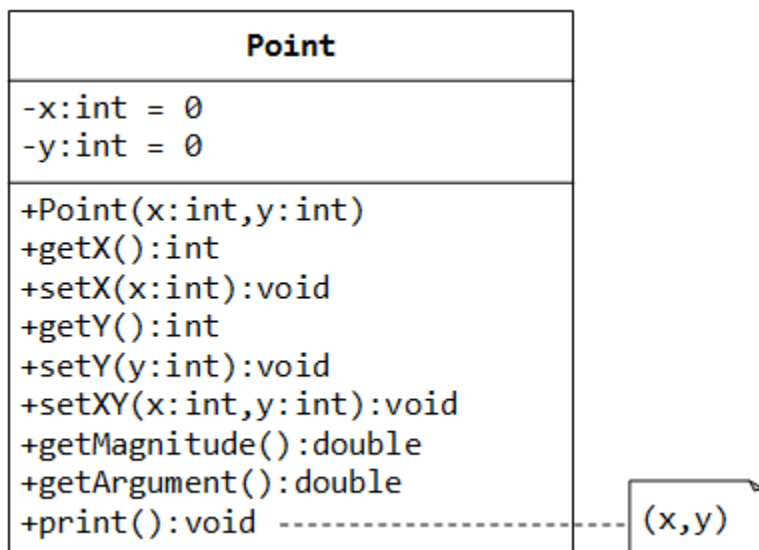 Point
-x:int = 0
-y:int = 0
+Point(x:int,y:int)
+getX():int
+setX(x:int):void
+getY():int
+setY(y:int):void
+setXY(x:int,y:int):void
+getMagnitude():double
+getArgument():double
+print():void
(x,y)